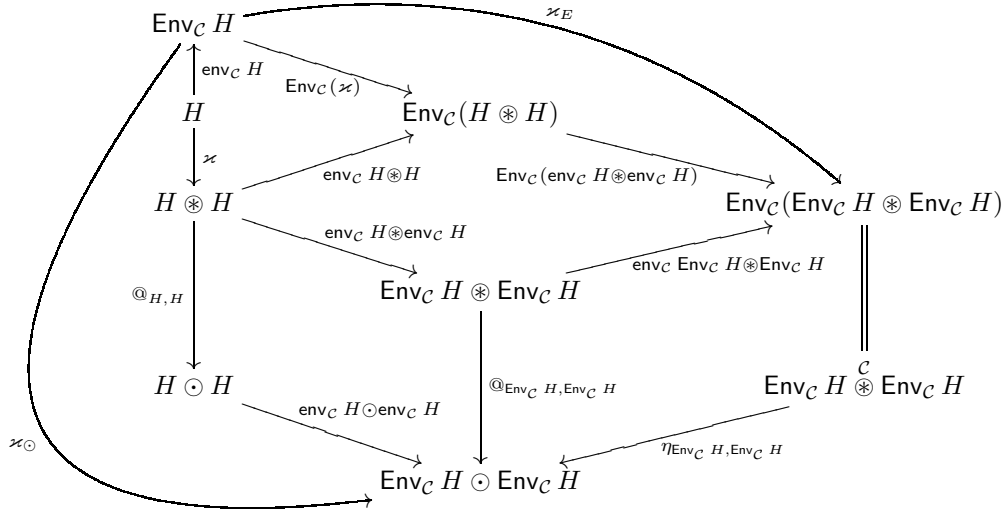 Env_C H
ϰ_E
env_C H
Env_C(ϰ)
H
Env_C(H ⊛ H)
ϰ
env_C H⊛H
Env_C(env_C H⊛env_C H)
H ⊛ H
Env_C(Env_C H ⊛ Env_C H)
env_C H⊛env_C H
env_C Env_C H⊛Env_C H
Env_C H ⊛ Env_C H
@_{H,H}
C
H ⊙ H
@_{Env_C H,Env_C H}
Env_C H ⊛ Env_C H
env_C H⊙env_C H
ϰ_⊙
η_{Env_C H,Env_C H}
Env_C H ⊙ Env_C H